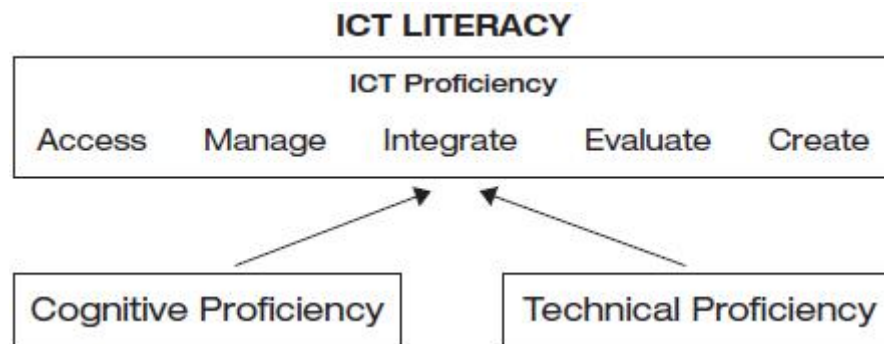 ICT LITERACY
ICT Proficiency
Access Manage Integrate Evaluate Create
Cognitive Proficiency
Technical Proficiency